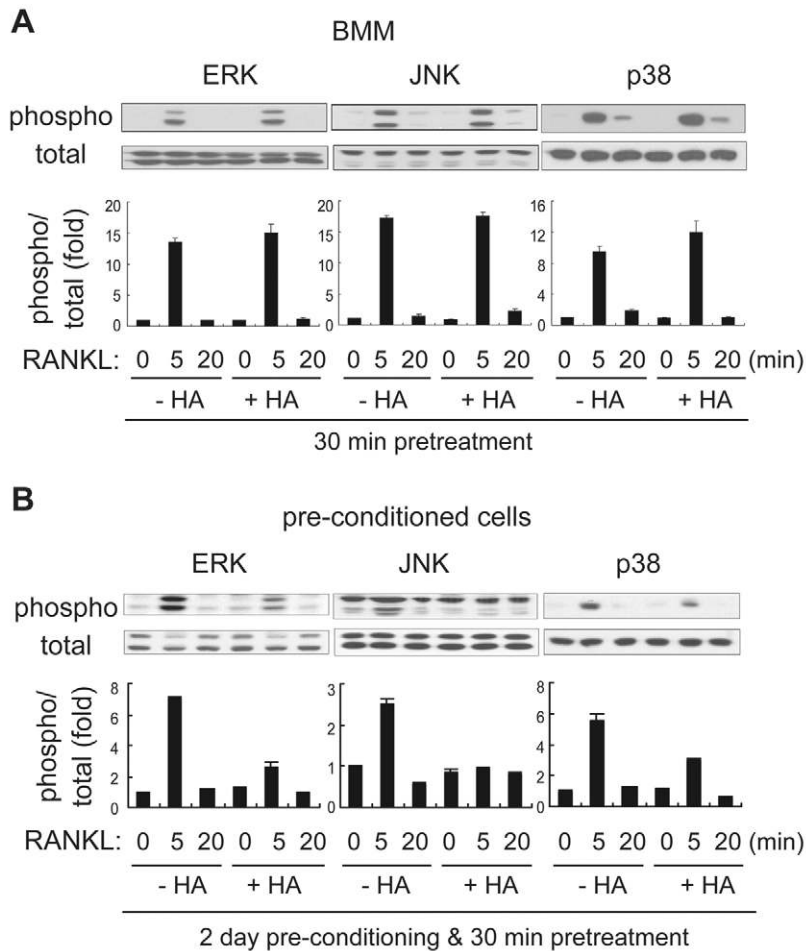 A
BMM
ERK JNK p38
phospho
total
phospho/
total (fold)
20 20 16
15 15 12
10 10 8
5 5 4
0 0 0
RANKL: 0 5 20 0 5 20 0 5 20 0 5 20 0 5 20 0 5 20 (min)
- HA + HA - HA + HA - HA + HA
30 min pretreatment
B
pre-conditioned cells
ERK JNK p38
phospho
total
phospho/
total (fold)
8 3 8
6 2 6
4 1 4
2 0 2
0 0
RANKL: 0 5 20 0 5 20 0 5 20 0 5 20 0 5 20 0 5 20 (min)
- HA + HA - HA + HA - HA + HA
2 day pre-conditioning & 30 min pretreatment